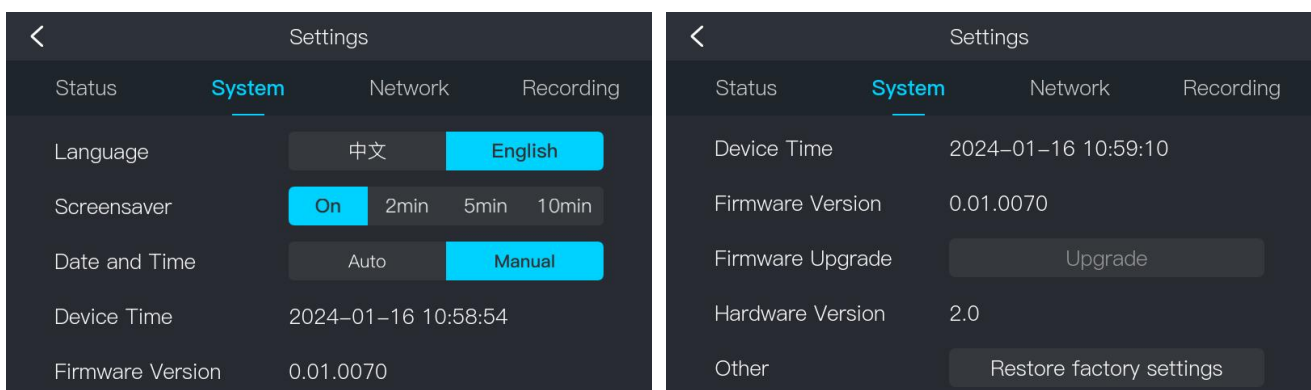 Settings
Status System Network Recording
Language 中文 English
Screensaver On 2min 5min 10min
Date and Time Auto Manual
Device Time 2024-01-16 10:58:54
Firmware Version 0.01.0070
Settings
Status System Network Recording
Device Time 2024-01-16 10:59:10
Firmware Version 0.01.0070
Firmware Upgrade Upgrade
Hardware Version 2.0
Other Restore factory settings